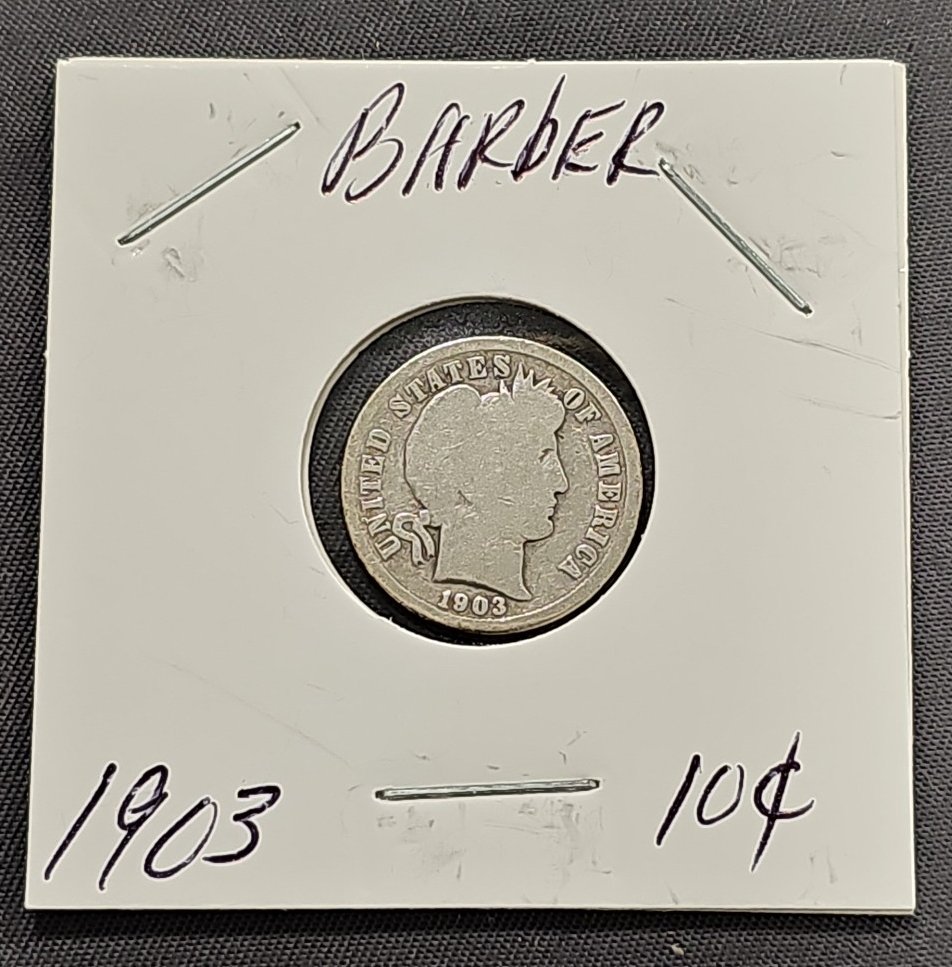 BARbER
UNITED STATES OF AMERICA
1903
1903 10¢